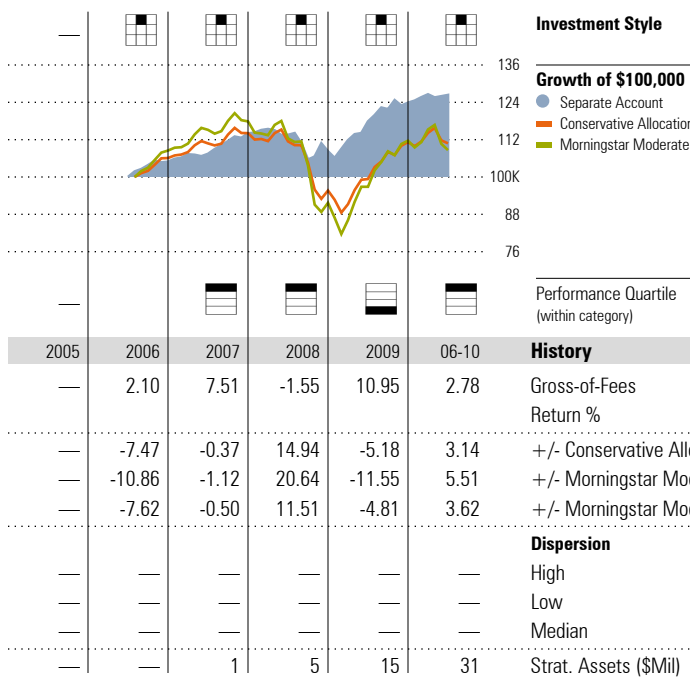 — Investment Style
136
Growth of $100,000
124
Separate Account
Conservative Allocation
112
Morningstar Moderate
100K
88
76
— Performance Quartile
(within category)
2005 2006 2007 2008 2009 06-10 History
— 2.10 7.51 -1.55 10.95 2.78 Gross-of-Fees
Return %
— -7.47 -0.37 14.94 -5.18 3.14 +/- Conservative
— -10.86 -1.12 20.64 -11.55 5.51 +/- Morningstar
— -7.62 -0.50 11.51 -4.81 3.62 +/- Morningstar
Dispersion
— — — — — — High
— — — — — — Low
— — — — — — Median
— — 1 5 15 31 Strat. Assets ($Mil)